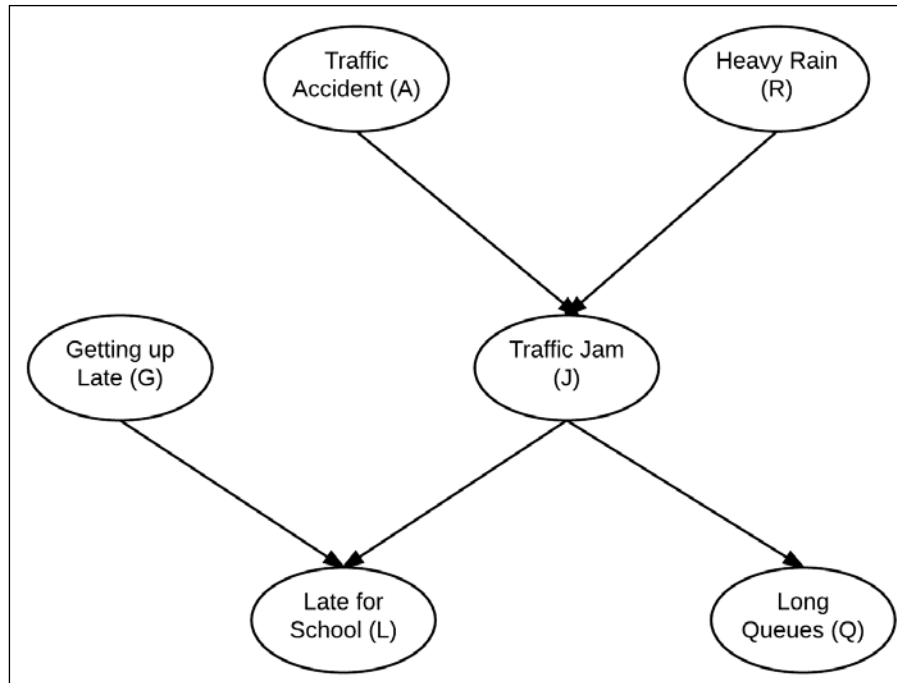 Traffic
Accident (A)
Heavy Rain
(R)
Getting up
Late (G)
Traffic Jam
(J)
Late for
School (L)
Long
Queues (Q)